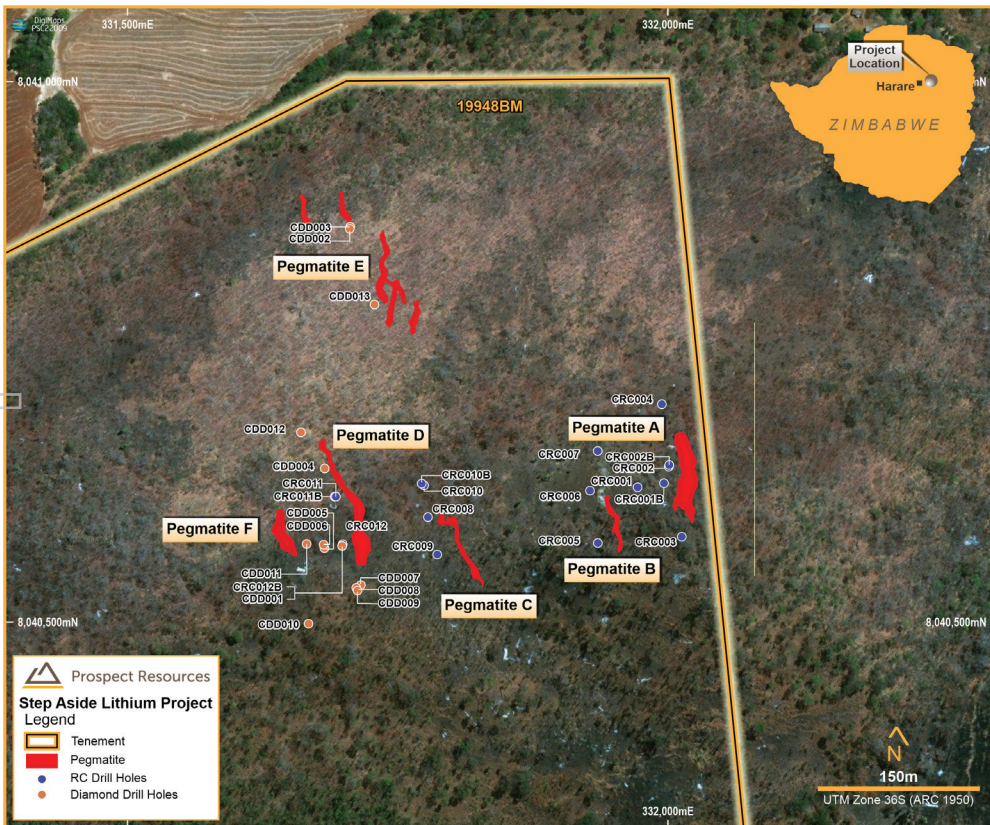 DigiMaps
PSC22009
331,500mE
332,000mE
8,041,000mN
mN
19948BM
Project
Location
Harare
ZIMBABWE
CDD003
CDD002
Pegmatite E
CDD013
CRC004
CDD012
Pegmatite D
Pegmatite A
CRC007
CRC002B
CRC002
CDD004
CRC010B
CRC011
CRC010
CRC001
CRC011B
CRC006
CRC001B
CDD005
CRC008
CDD006
CRC012
Pegmatite F
CRC005
CRC003
CRC009
Pegmatite B
CDD011
CDD007
CRC012B
CDD008
CDD001
CDD009
Pegmatite C
CDD010
8,040,500mN
8,040,500mN
Prospect Resources
Step Aside Lithium Project
Legend
Tenement
Pegmatite
RC Drill Holes
Diamond Drill Holes
N
150m
UTM Zone 36S (ARC 1950)
332,000mE